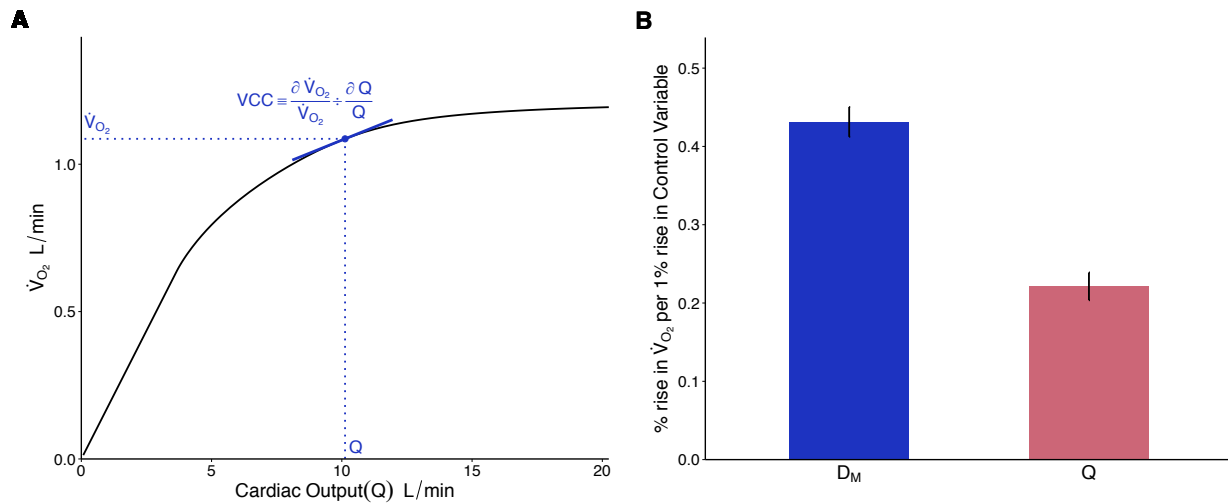 A
V̇O₂ L/min
1.0
0.5
0.0
VCC ≡ ∂ V̇O₂ / V̇O₂ ÷ ∂ Q / Q
V̇O₂
Q
0 5 10 15 20
Cardiac Output(Q) L/min
B
% rise in V̇O₂ per 1% rise in Control Variable
0.5
0.4
0.3
0.2
0.1
0.0
DM Q